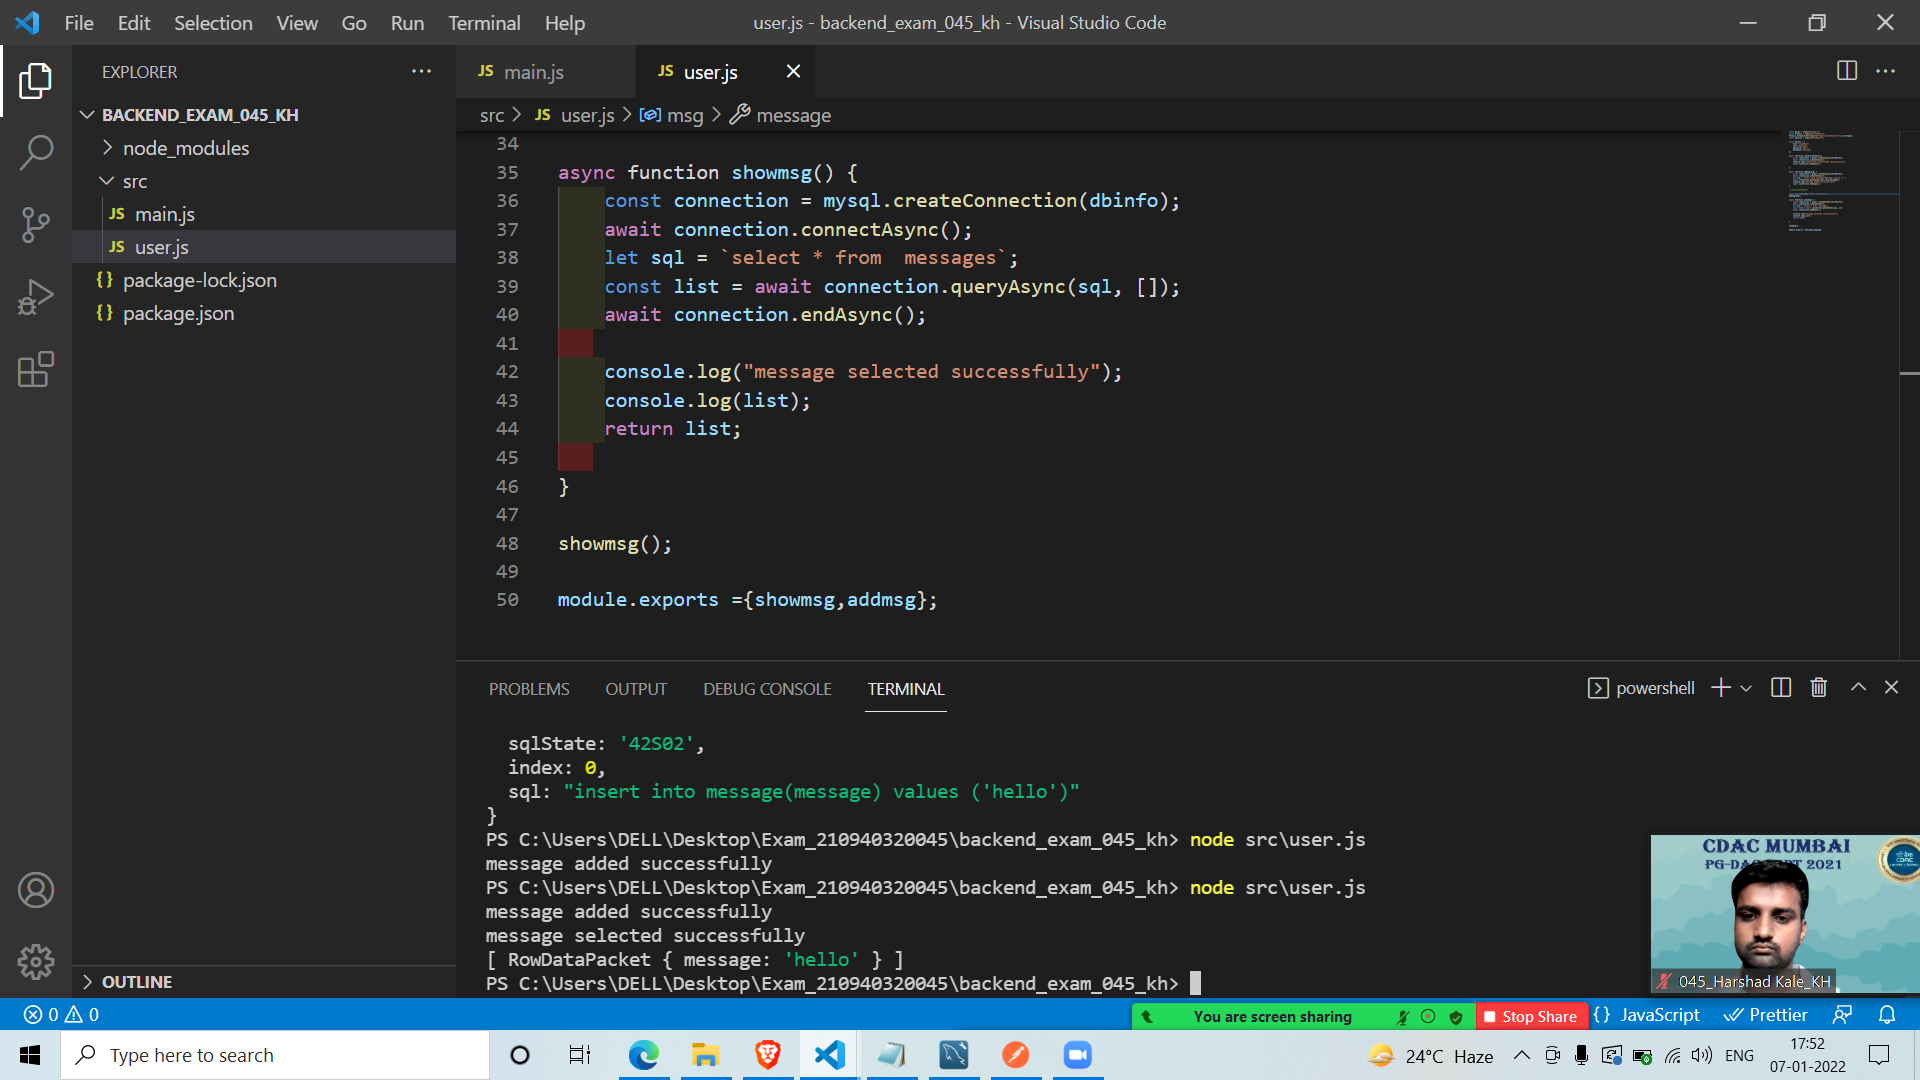 File Edit Selection View Go Run Terminal Help
user.js - backend_exam_045_kh - Visual Studio Code
EXPLORER
BACKEND_EXAM_045_KH
node_modules
src
JS main.js
JS user.js
{} package-lock.json
{} package.json
OUTLINE
JS main.js
JS user.js
src > JS user.js > msg > message
34
35 async function showmsg() {
36 const connection = mysql.createConnection(dbinfo);
37 await connection.connectAsync();
38 let sql = `select * from  messages`;
39 const list = await connection.queryAsync(sql, []);
40 await connection.endAsync();
41
42 console.log("message selected successfully");
43 console.log(list);
44 return list;
45
46 }
47
48 showmsg();
49
50 module.exports ={showmsg,addmsg};
PROBLEMS OUTPUT DEBUG CONSOLE TERMINAL
powershell
sqlState: '42S02',
index: 0,
sql: "insert into message(message) values ('hello')"
}
PS C:\Users\DELL\Desktop\Exam_210940320045\backend_exam_045_kh> node src\user.js
message added successfully
PS C:\Users\DELL\Desktop\Exam_210940320045\backend_exam_045_kh> node src\user.js
message added successfully
message selected successfully
[ RowDataPacket { message: 'hello' } ]
PS C:\Users\DELL\Desktop\Exam_210940320045\backend_exam_045_kh>
CDAC MUMBAI
2021
045_Harshad Kale_KH
0 0
You are screen sharing
Stop Share
{} JavaScript
Prettier
Type here to search
24°C Haze
ENG
17:52
07-01-2022